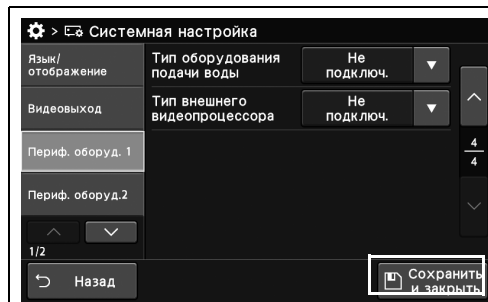 > Системная настройка
Язык/
отображение
Видеовыход
Периф. оборуд. 1
Периф. оборуд.2
1/2
Тип оборудования
подачи воды
Не
подключ.
Тип внешнего
видеопроцессора
Не
подключ.
4
4
Назад
Сохранить
и закрыть